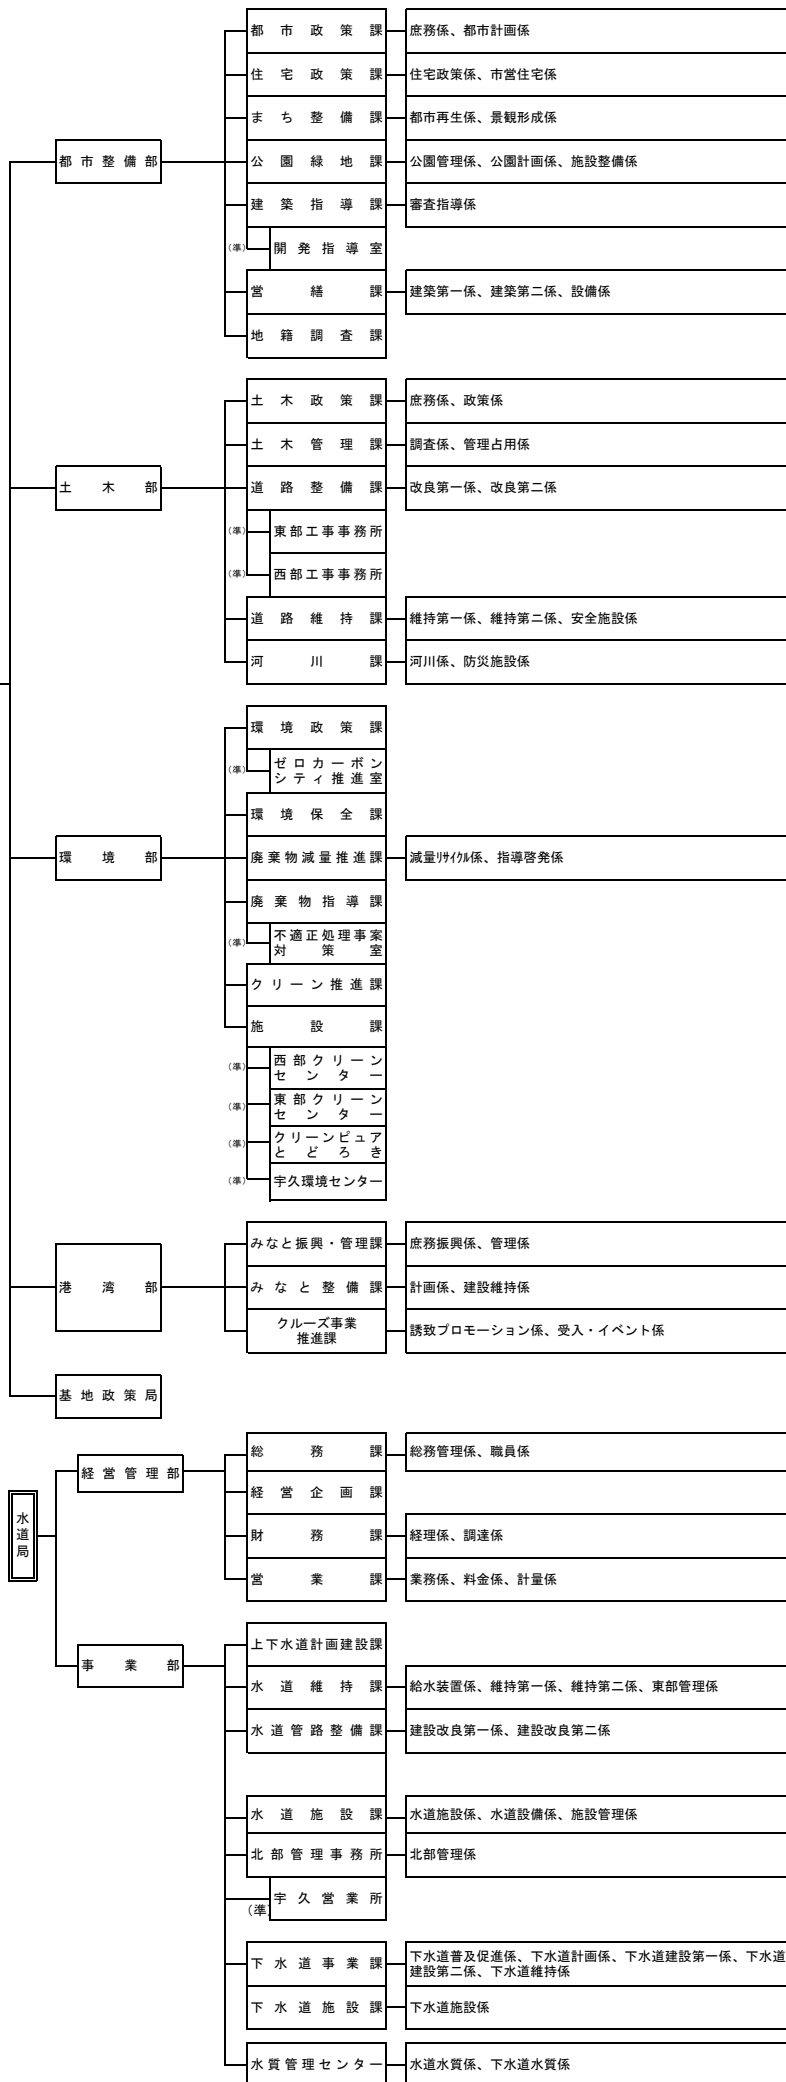 都市政策課 庶務係、都市計画係
住宅政策課 住宅政策係、市営住宅係
まち整備課 都市再生係、景観形成係
都市整備部 公園緑地課 公園管理係、公園計画係、施設整備係
建築指導課 審査指導係
(準) 開発指導室
営繕課 建築第一係、建築第二係、設備係
地籍調査課
土木政策課 庶務係、政策係
土木管理課 調査係、管理占用係
土木部 道路整備課 改良第一係、改良第二係
(準) 東部工事事務所
(準) 西部工事事務所
道路維持課 維持第一係、維持第二係、安全施設係
河川課 河川係、防災施設係
環境政策課
(準) ゼロカーボン
シティ推進室
環境保全課
環境部 廃棄物減量推進課 減量ﾘｻｲｸﾙ係、指導啓発係
廃棄物指導課
(準) 不適正処理事案
対策室
クリーン推進課
施設課
(準) 西部クリーン
センター
(準) 東部クリーン
センター
(準) クリーンピュア
とどろき
(準) 宇久環境センター
みなと振興・管理課 庶務振興係、管理係
港湾部 みなと整備課 計画係、建設維持係
クルーズ事業
推進課 誘致プロモーション係、受入・イベント係
基地政策局
総務課 総務管理係、職員係
経営管理部
経営企画課
水道局
財務課 経理係、調達係
営業課 業務係、料金係、計量係
上下水道計画建設課
事業部
水道維持課 給水装置係、維持第一係、維持第二係、東部管理係
水道管路整備課 建設改良第一係、建設改良第二係
水道施設課 水道施設係、水道設備係、施設管理係
北部管理事務所 北部管理係
(準) 宇久営業所
下水道事業課 下水道普及促進係、下水道計画係、下水道建設第一係、下水道
建設第二係、下水道維持係
下水道施設課 下水道施設係
水質管理センター 水道水質係、下水道水質係